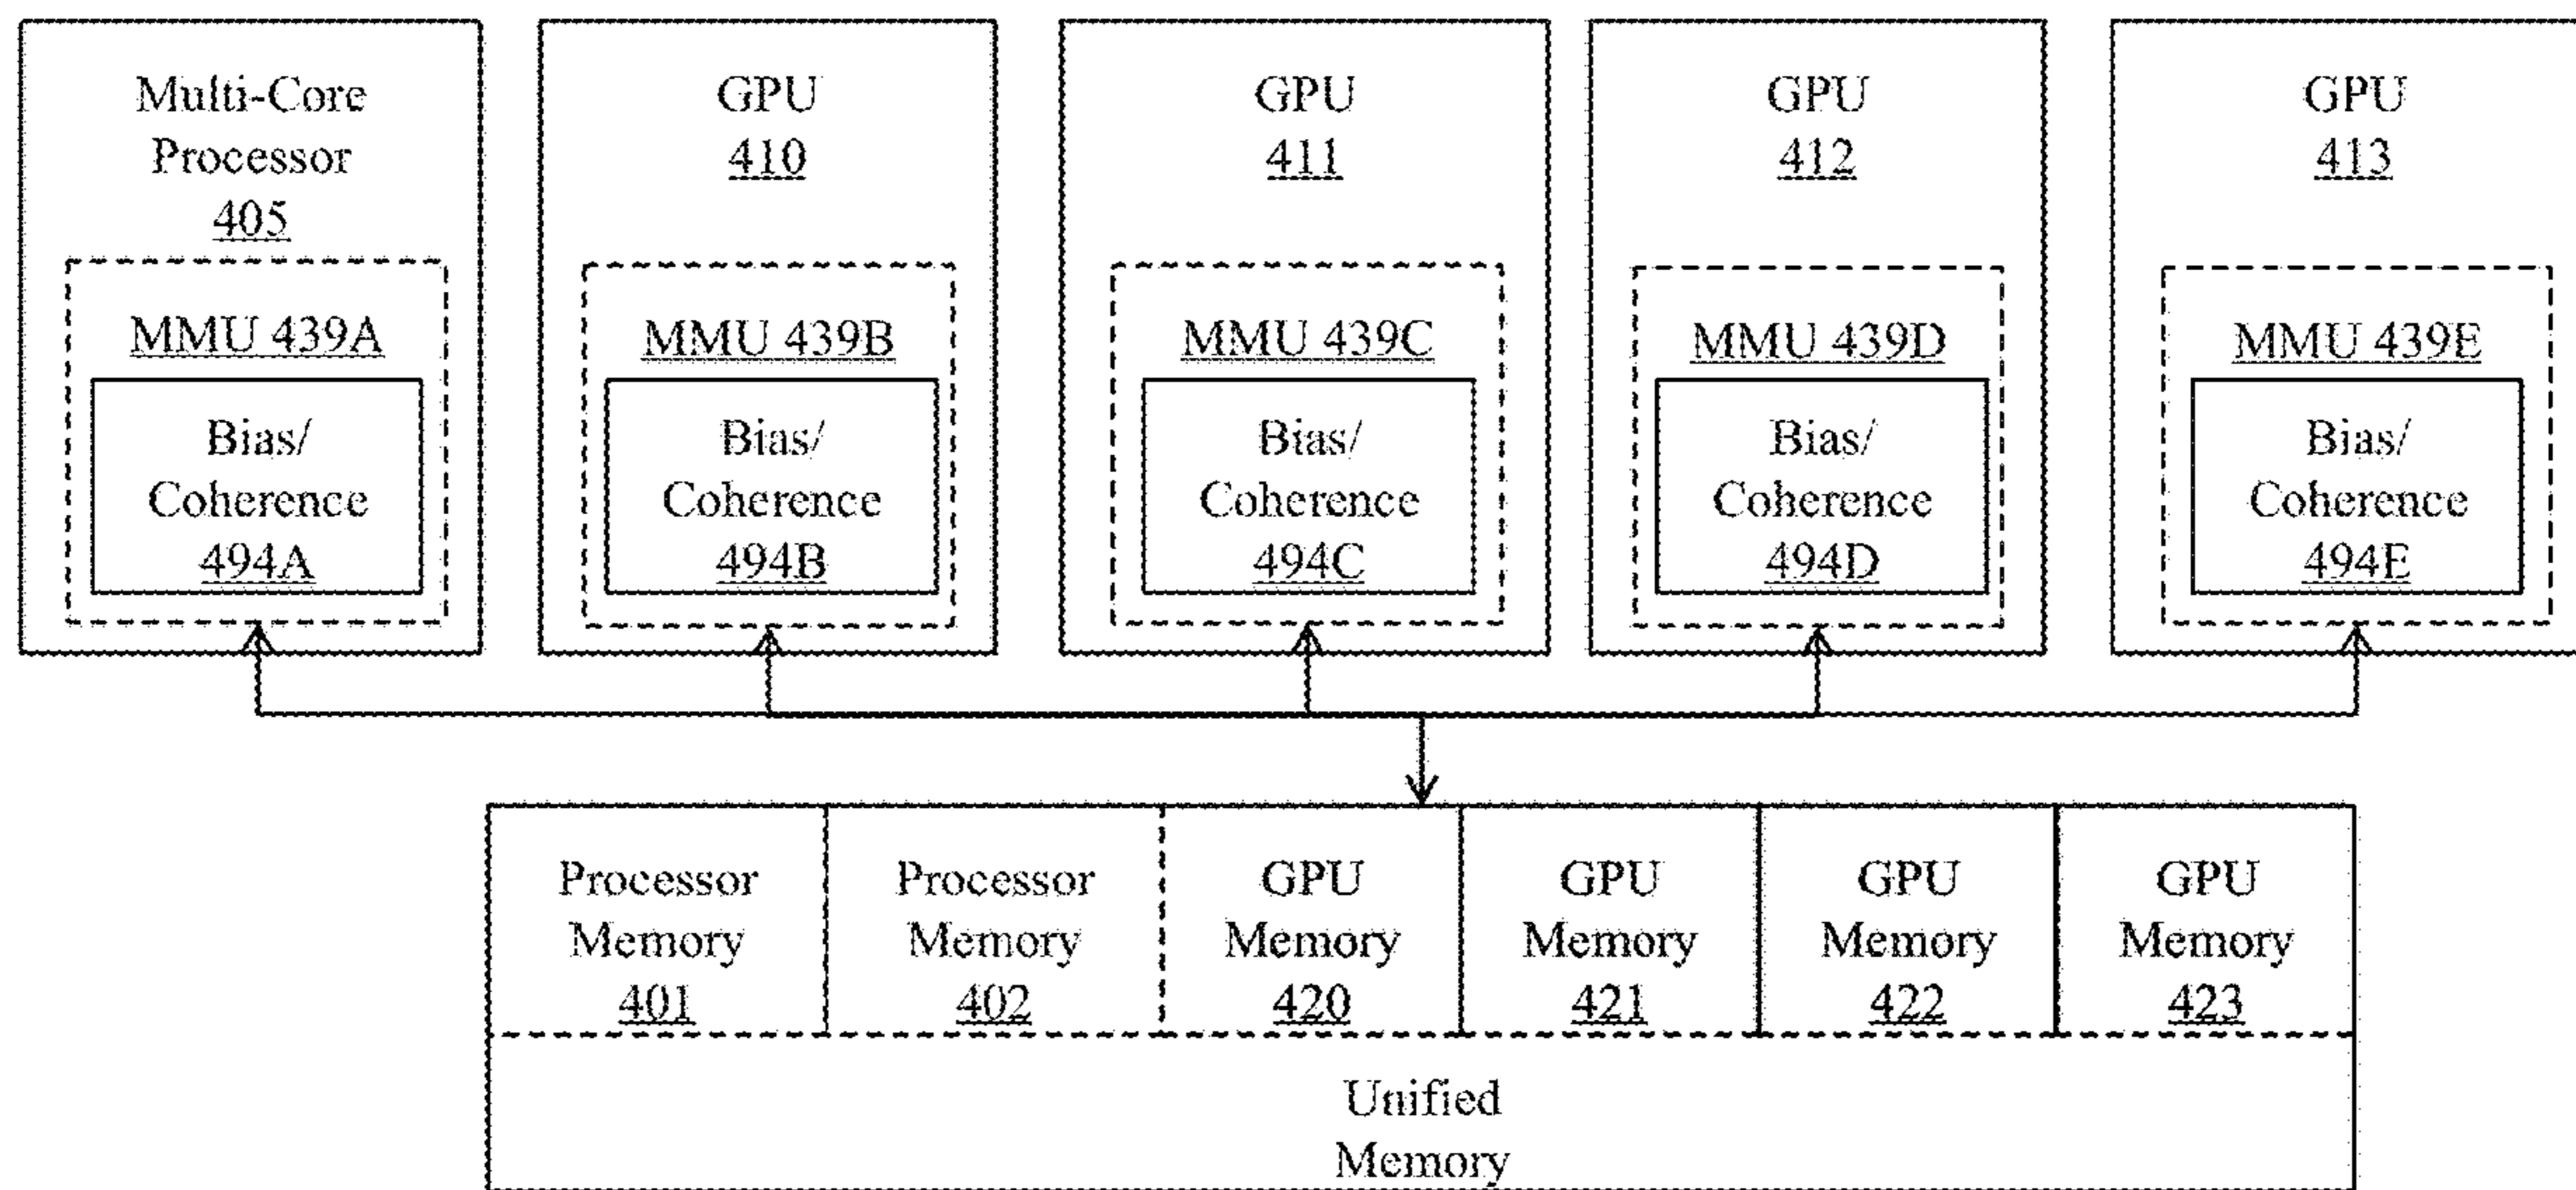 Multi-Core
Processor
405
MMU 439A
Bias/
Coherence
494A
GPU
410
MMU 439B
Bias/
Coherence
494B
GPU
411
MMU 439C
Bias/
Coherence
494C
GPU
412
MMU 439D
Bias/
Coherence
494D
GPU
413
MMU 439E
Bias/
Coherence
494E
Processor
Memory
401
Processor
Memory
402
GPU
Memory
420
GPU
Memory
421
GPU
Memory
422
GPU
Memory
423
Unified
Memory